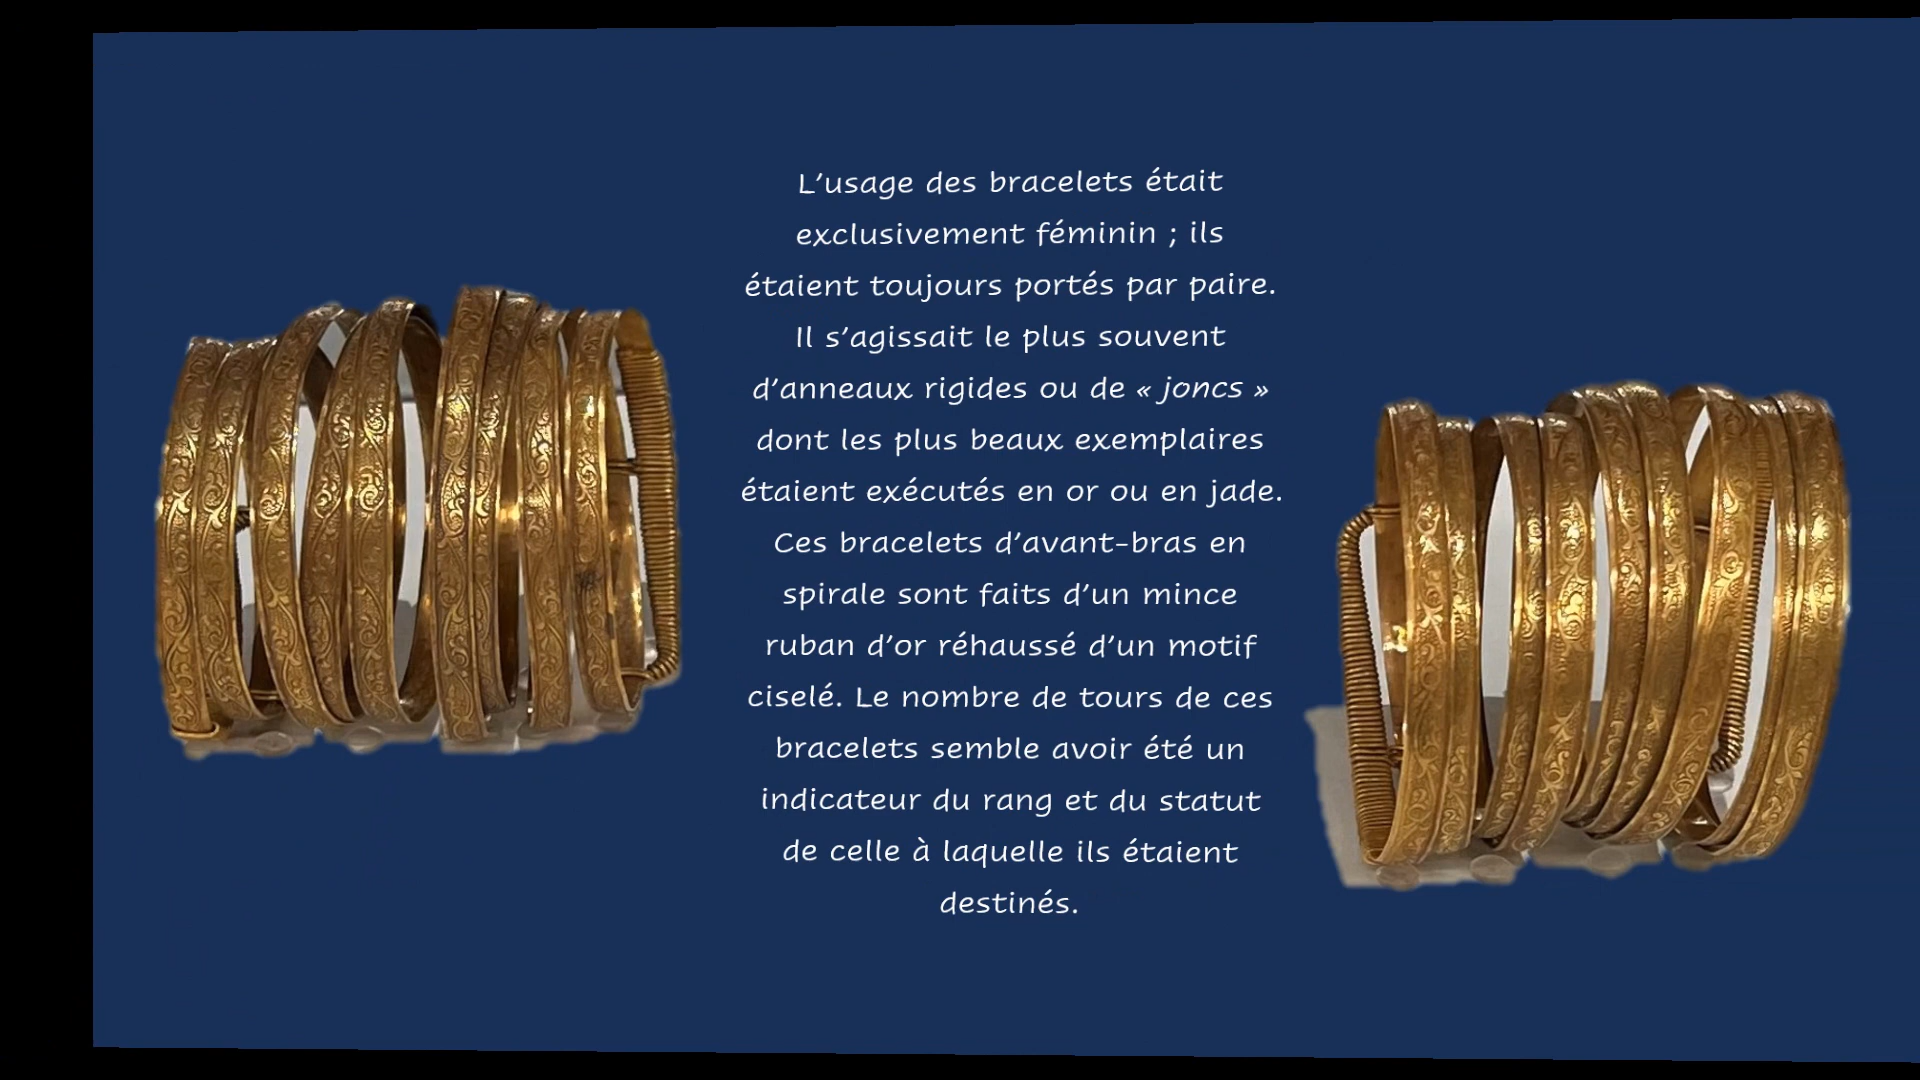 L’usage des bracelets était
exclusivement féminin ; ils
étaient toujours portés par paire.
Il s’agissait le plus souvent
d’anneaux rigides ou de « joncs »
dont les plus beaux exemplaires
étaient exécutés en or ou en jade.
Ces bracelets d’avant-bras en
spirale sont faits d’un mince
ruban d’or réhaussé d’un motif
ciselé. Le nombre de tours de ces
bracelets semble avoir été un
indicateur du rang et du statut
de celle à laquelle ils étaient
destinés.